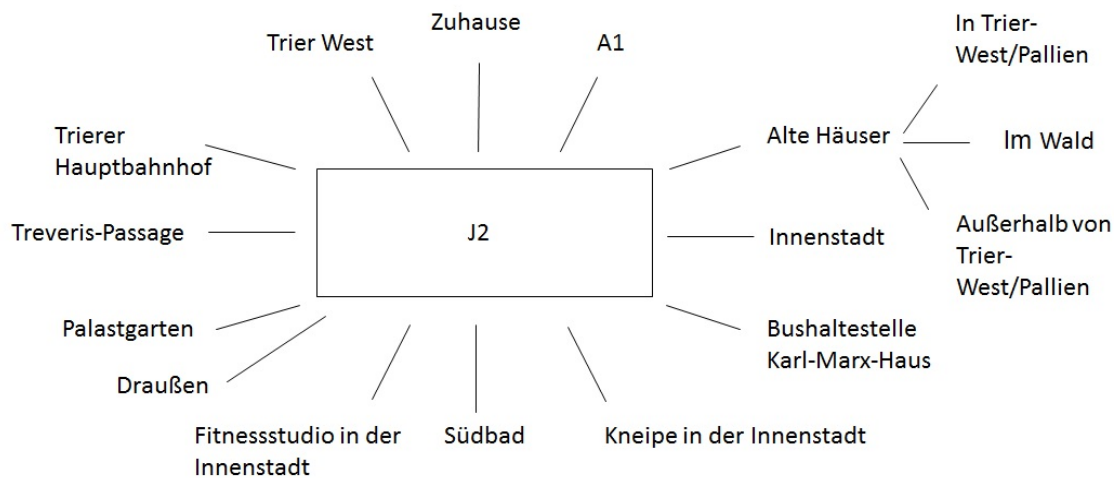 Zuhause
Trier West
A1
In Trier-
West/Pallien
Trierer
Hauptbahnhof
Alte Häuser
Im Wald
Treveris-Passage
J2
Innenstadt
Außerhalb von
Trier-
West/Pallien
Palastgarten
Bushaltestelle
Karl-Marx-Haus
Draußen
Fitnessstudio in der
Innenstadt
Südbad
Kneipe in der Innenstadt